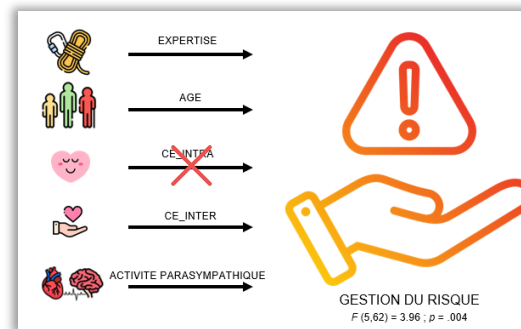 EXPERTISE
AGE
CE_INTRA
CE_INTER
ACTIVITE PARASYMPATHIQUE
GESTION DU RISQUE
F (5,62) = 3.96 ; p = .004